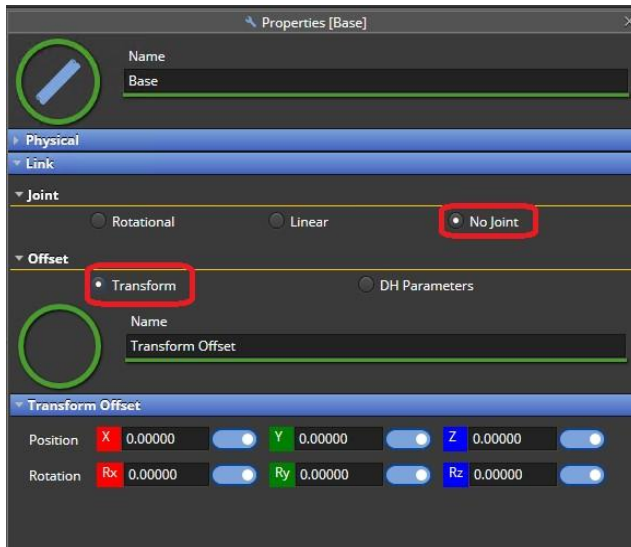 Properties [Base]
Name
Base
Physical
Link
Joint
Rotational Linear No Joint
Offset
Transform DH Parameters
Name
Transform Offset
Transform Offset
Position X 0.00000 Y 0.00000 Z 0.00000
Rotation Rx 0.00000 Ry 0.00000 Rz 0.00000